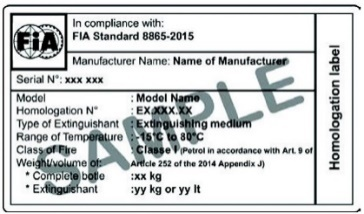 FiA
In compliance with:
FIA Standard 8865-2015
Manufacturer Name: Name of Manufacturer
Serial N°: xxx xxx
Model : Model Name
Homologation N° : EX.XXX.XX
Type of Extinguishant : Extinguishing medium
Range of Temperature : -15°C to 80°C
Class of Fire : Classe (Petrol in accordance with Art. 9 of
Weight/volume of: Article 252 of the 2014 Appendix J)
* Complete botle :xx kg
* Extinguishant :yy kg or yy lt
Homologation label
SAMPLE